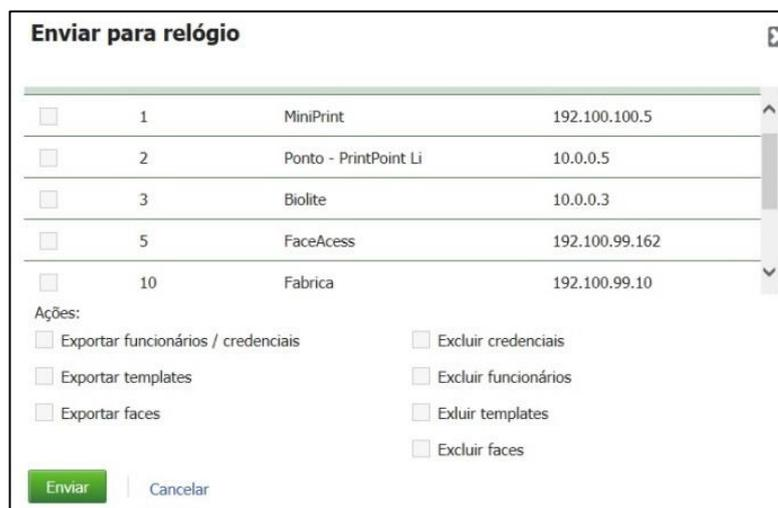 Enviar para relógio
1 MiniPrint 192.100.100.5
2 Ponto - PrintPoint Li 10.0.0.5
3 Biolite 10.0.0.3
5 FaceAcess 192.100.99.162
10 Fabrica 192.100.99.10
Ações:
Exportar funcionários / credenciais Excluir credenciais
Exportar templates Excluir funcionários
Exportar faces Exluir templates
Excluir faces
Enviar Cancelar